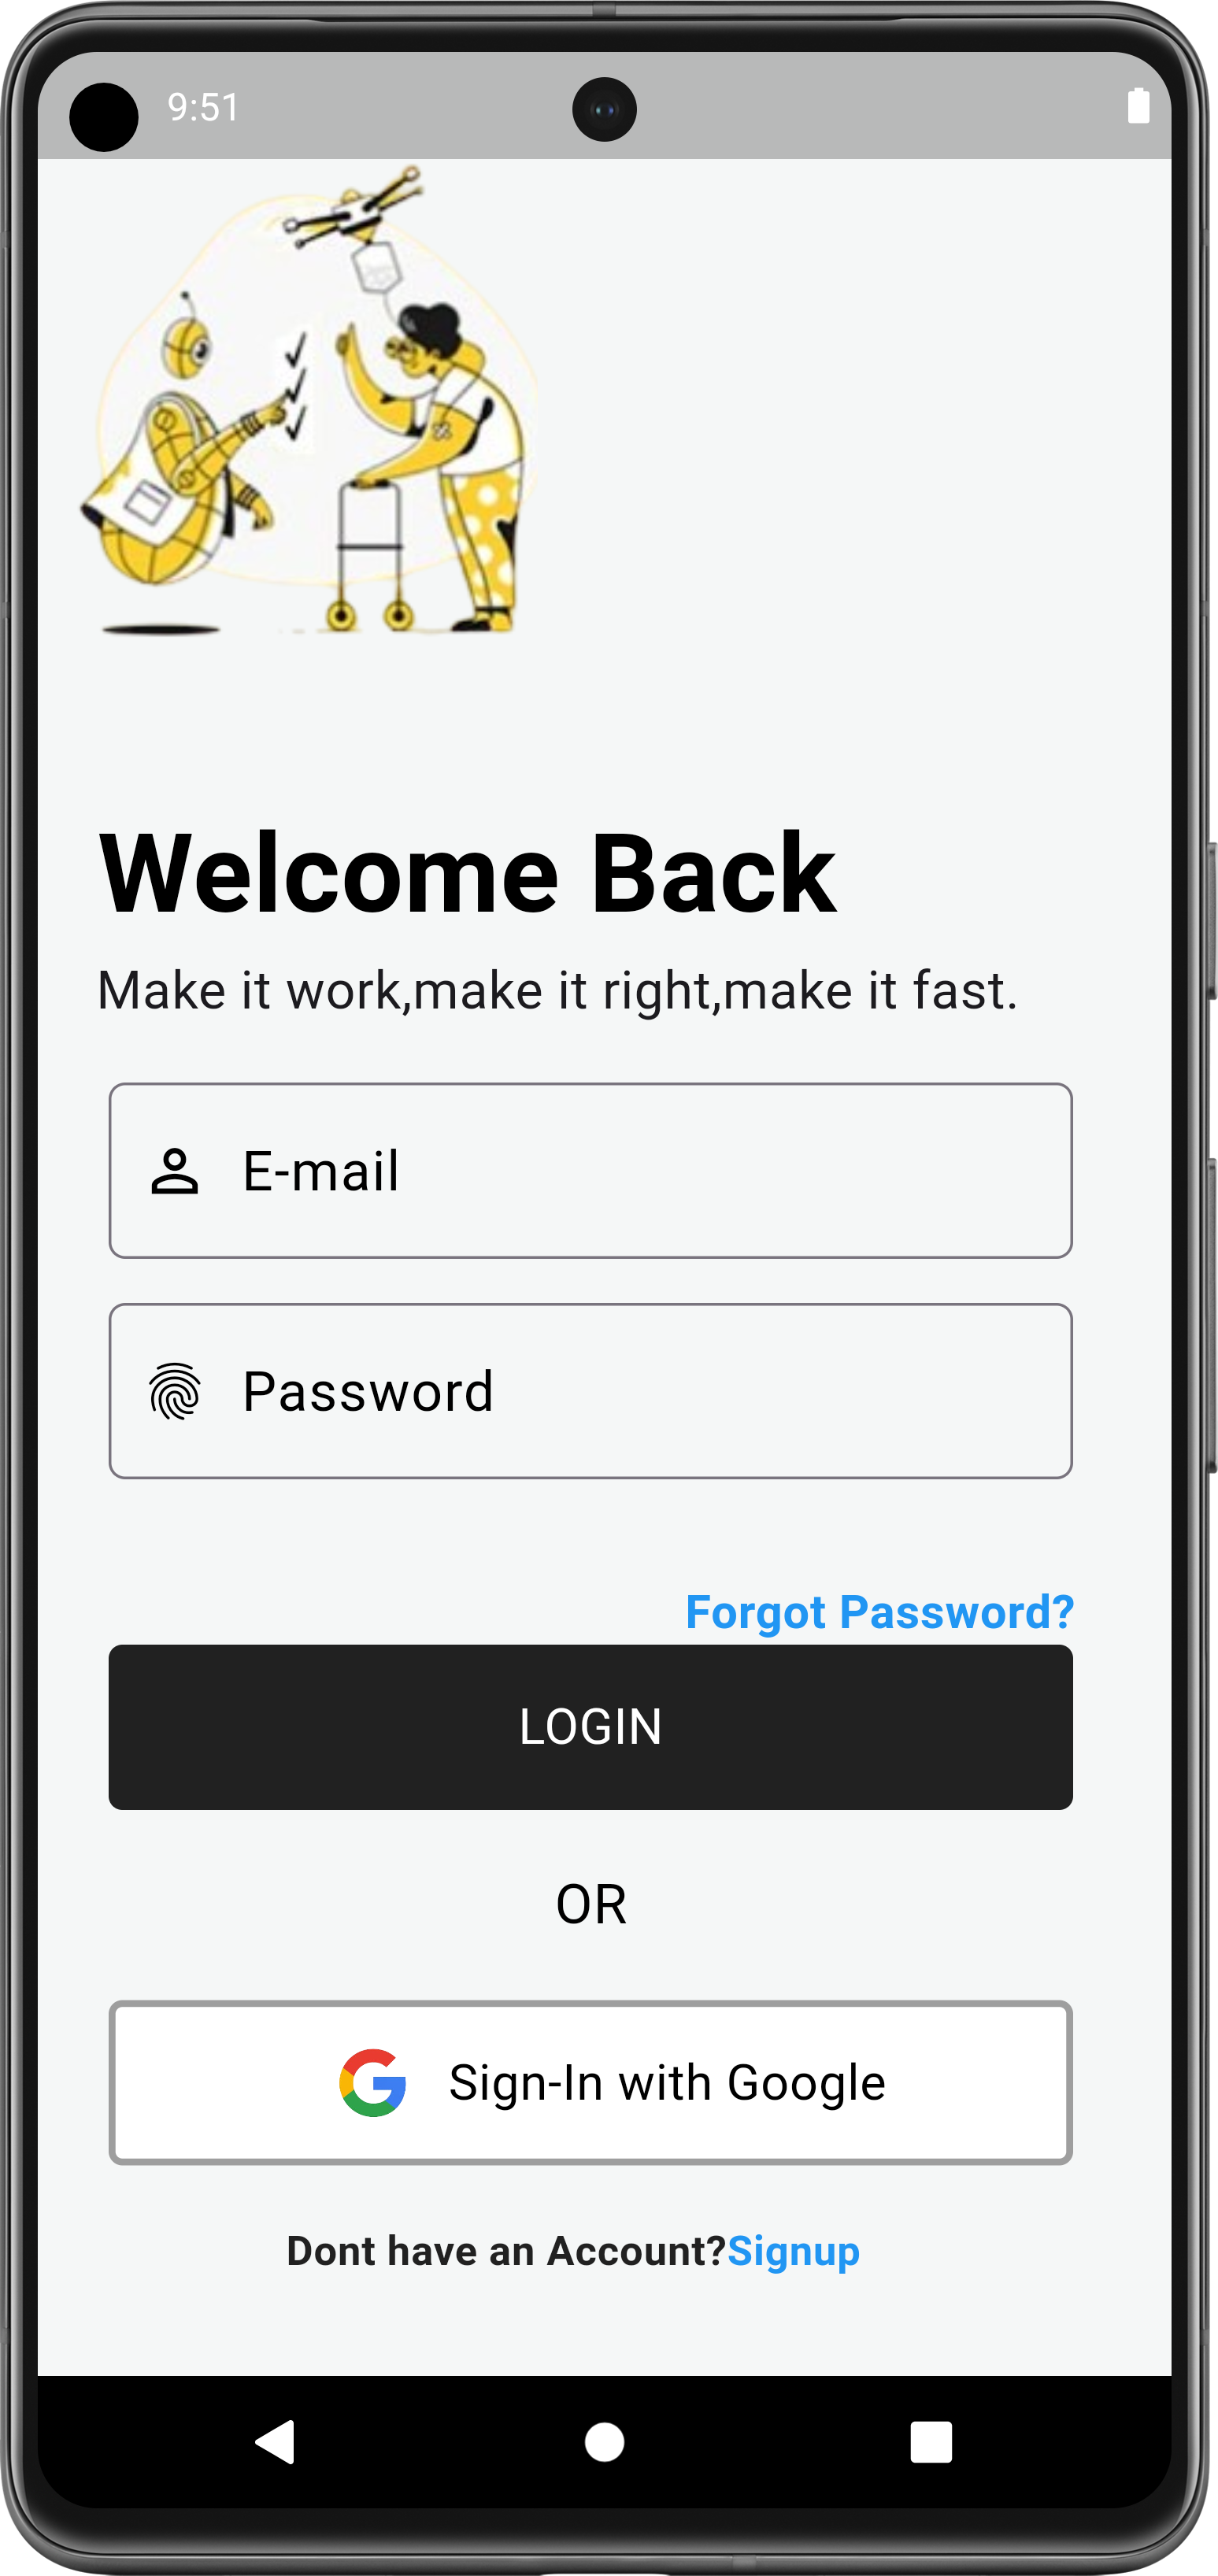 9:51
Welcome Back
Make it work,make it right,make it fast.
E-mail
Password
Forgot Password?
LOGIN
OR
Sign-In with Google
Dont have an Account?Signup